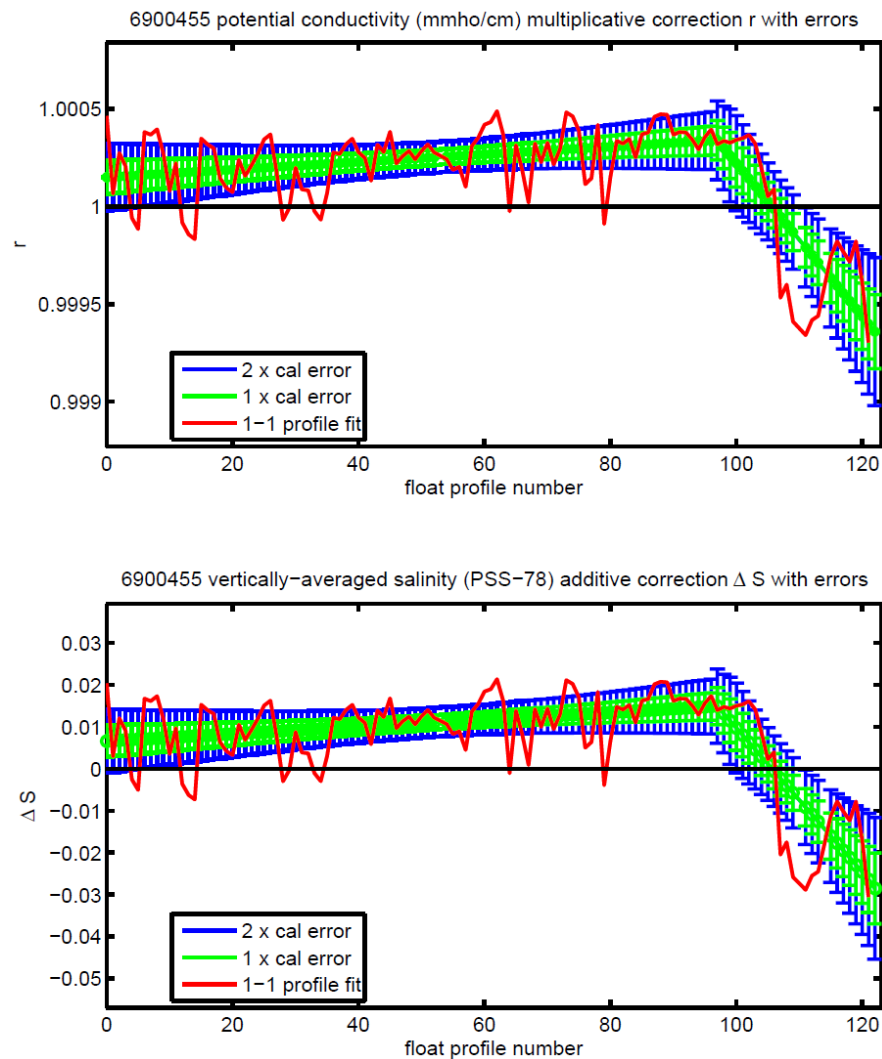 6900455 potential conductivity (mmho/cm) multiplicative correction r with errors
1.0005
1
0.9995
0.999
r
2 x cal error
1 x cal error
1−1 profile fit
0 20 40 60 80 100 120
float profile number
6900455 vertically−averaged salinity (PSS−78) additive correction Δ S with errors
0.03
0.02
0.01
0
−0.01
−0.02
−0.03
−0.04
−0.05
Δ S
2 x cal error
1 x cal error
1−1 profile fit
0 20 40 60 80 100 120
float profile number